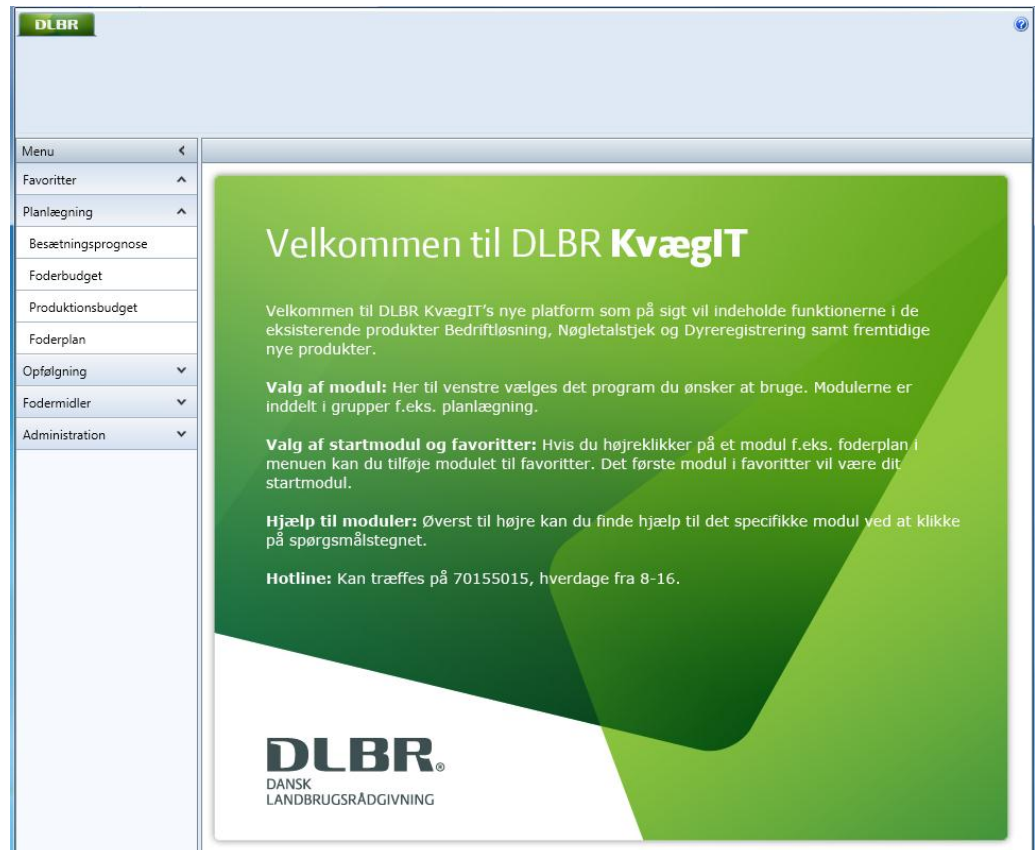 DLBR
Menu
Favoritter
Planlægning
Besætningsprognose
Foderbudget
Produktionsbudget
Foderplan
Opfølgning
Fodermidler
Administration
Velkommen til DLBR KvægIT
Velkommen til DLBR KvægIT's nye platform som på sigt vil indeholde funktionerne i de
eksisterende produkter Bedriftløsning, Nøgletalstjek og Dyreregistrering samt fremtidige
nye produkter.
Valg af modul: Her til venstre vælges det program du ønsker at bruge. Modulerne er
inddelt i grupper f.eks. planlægning.
Valg af startmodul og favoritter: Hvis du højreklikker på et modul f.eks. foderplan i
menuen kan du tilføje modulet til favoritter. Det første modul i favoritter vil være dit
startmodul.
Hjælp til moduler: Øverst til højre kan du finde hjælp til det specifikke modul ved at klikke
på spørgsmålstegnet.
Hotline: Kan træffes på 70155015, hverdage fra 8-16.
DLBR®
DANSK
LANDBRUGSRÅDGIVNING